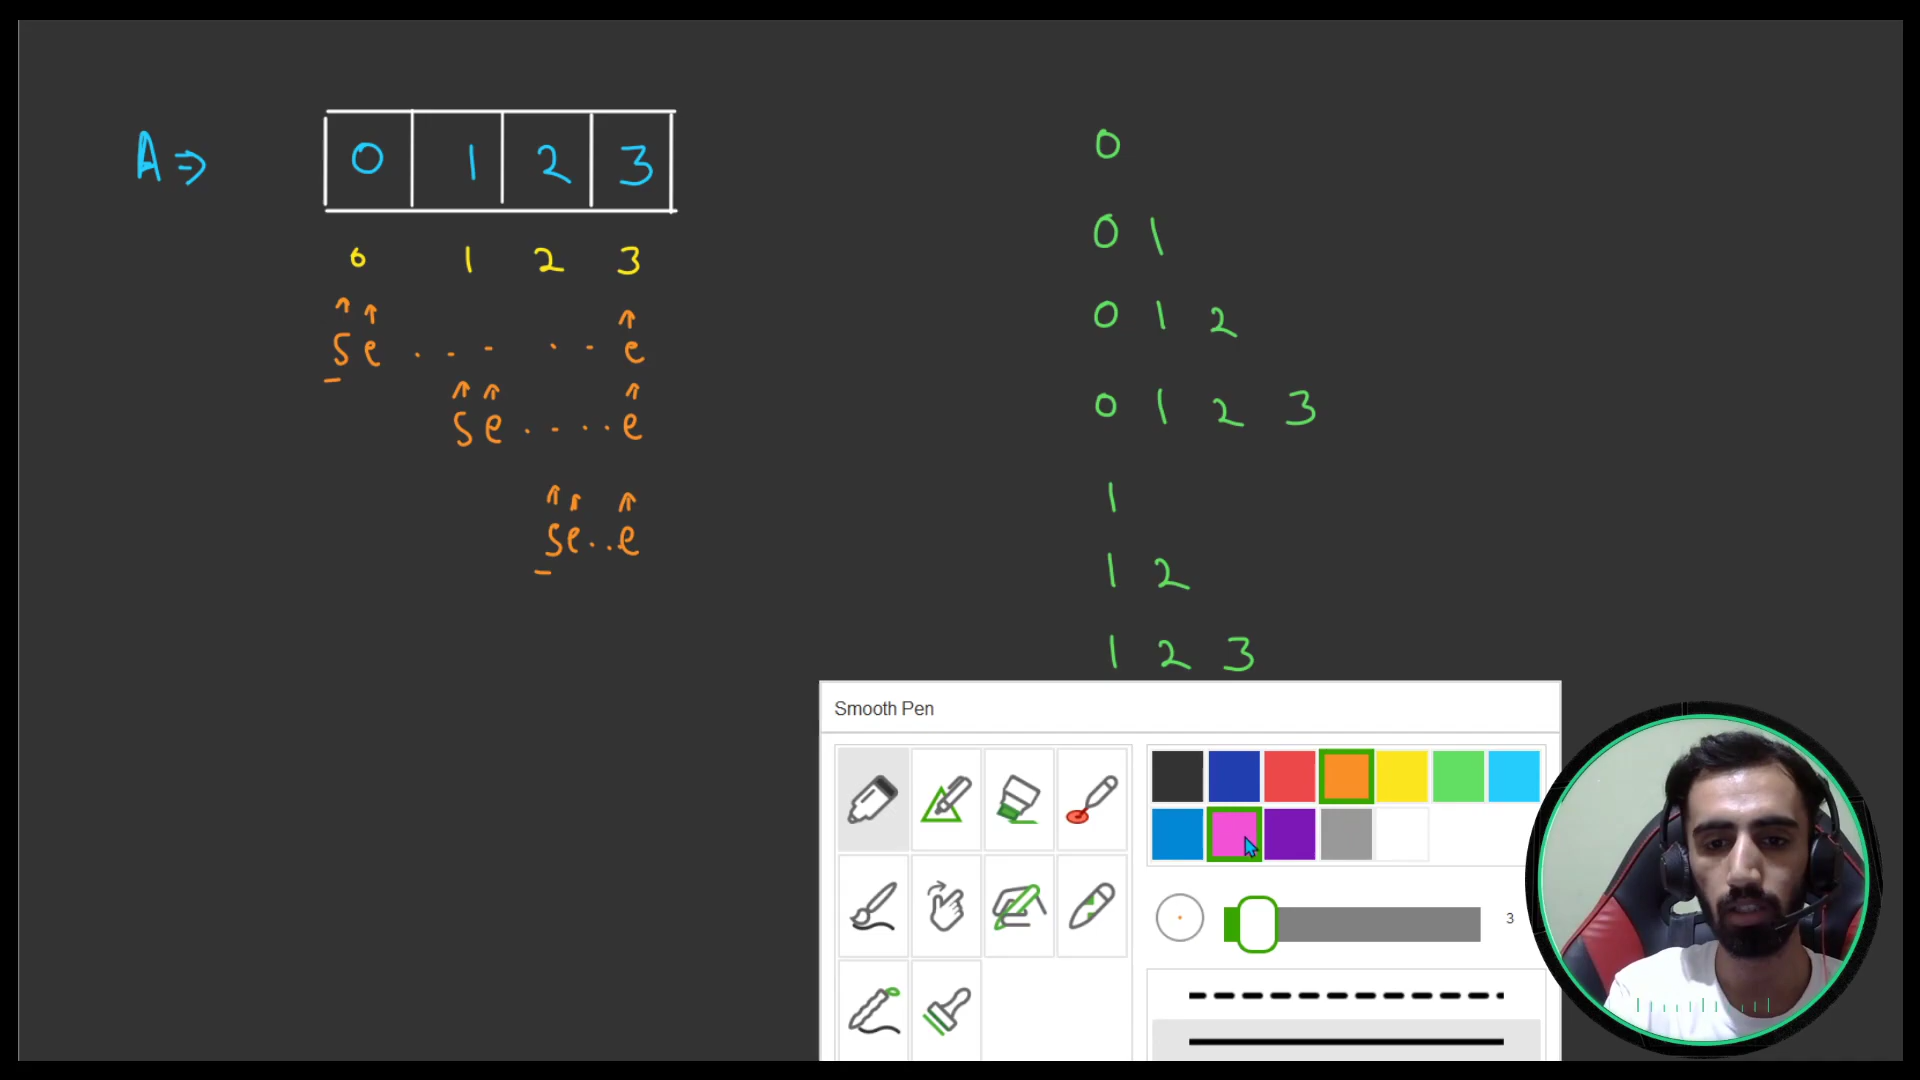 A ⇒ 0 1 2 3
0 1 2 3
s e . . . . . e
s e . . . . e
s e . . e
0
0 1
0 1 2
0 1 2 3
1
1 2
1 2 3
Smooth Pen
3